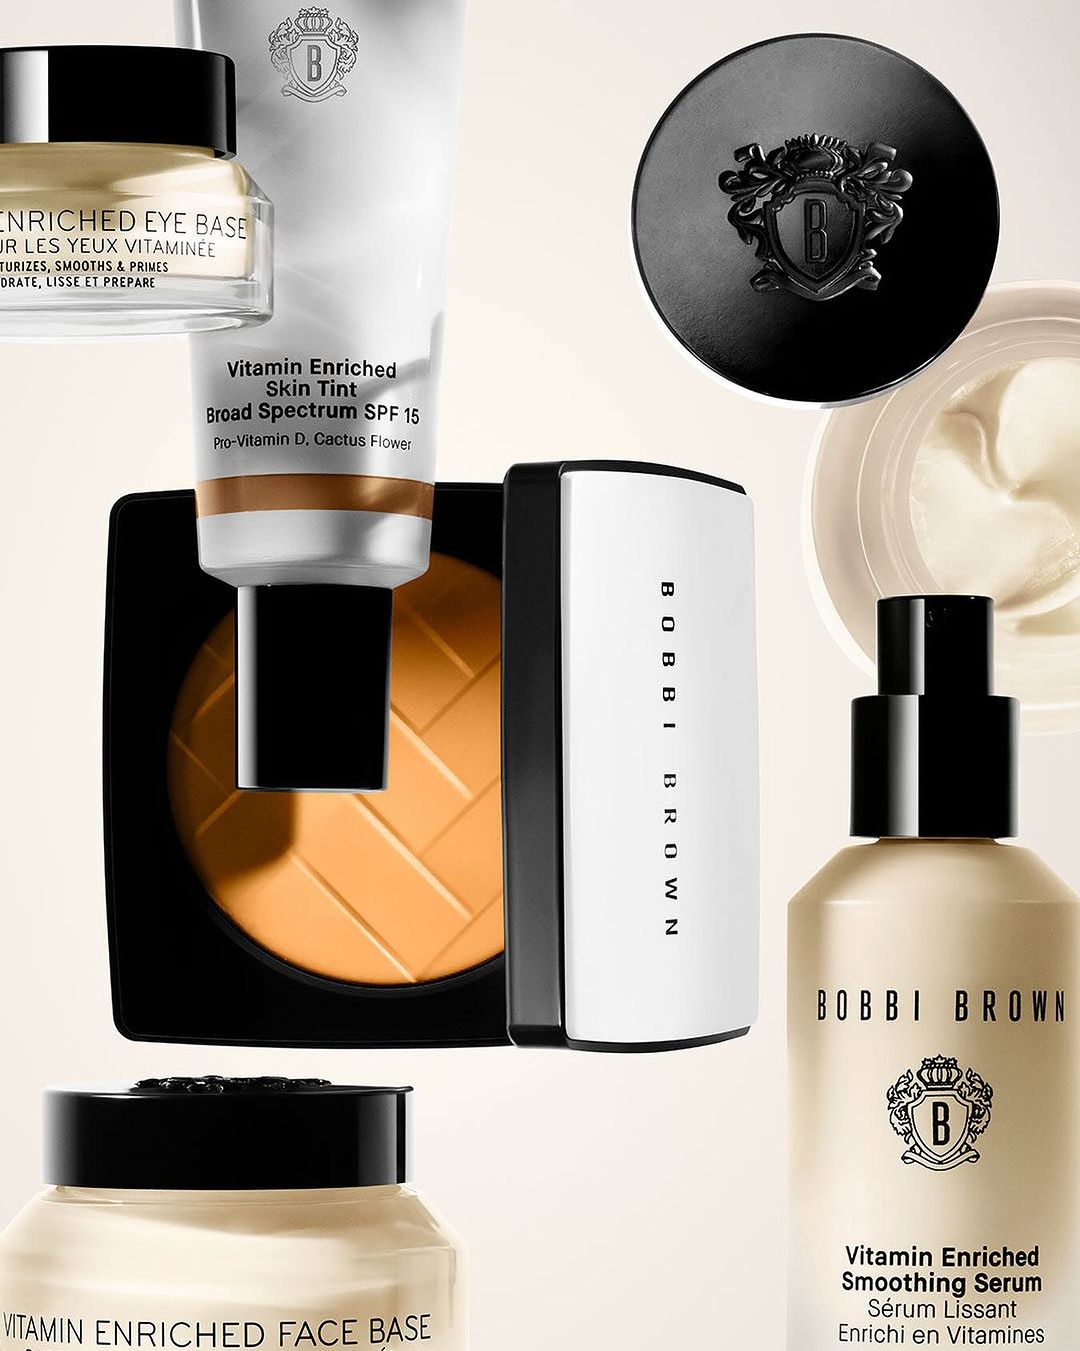 B
ENRICHED EYE BASE
UR LES YEUX VITAMINÉE
TURIZES, SMOOTHS & PRIMES
DRATE, LISSE ET PREPARE
B
Vitamin Enriched
Skin Tint
Broad Spectrum SPF 15
Pro-Vitamin D, Cactus Flower
BOBBI BROWN
BOBBI BROWN
B
Vitamin Enriched
Smoothing Serum
Sérum Lissant
Enrichi en Vitamines
VITAMIN ENRICHED FACE BASE